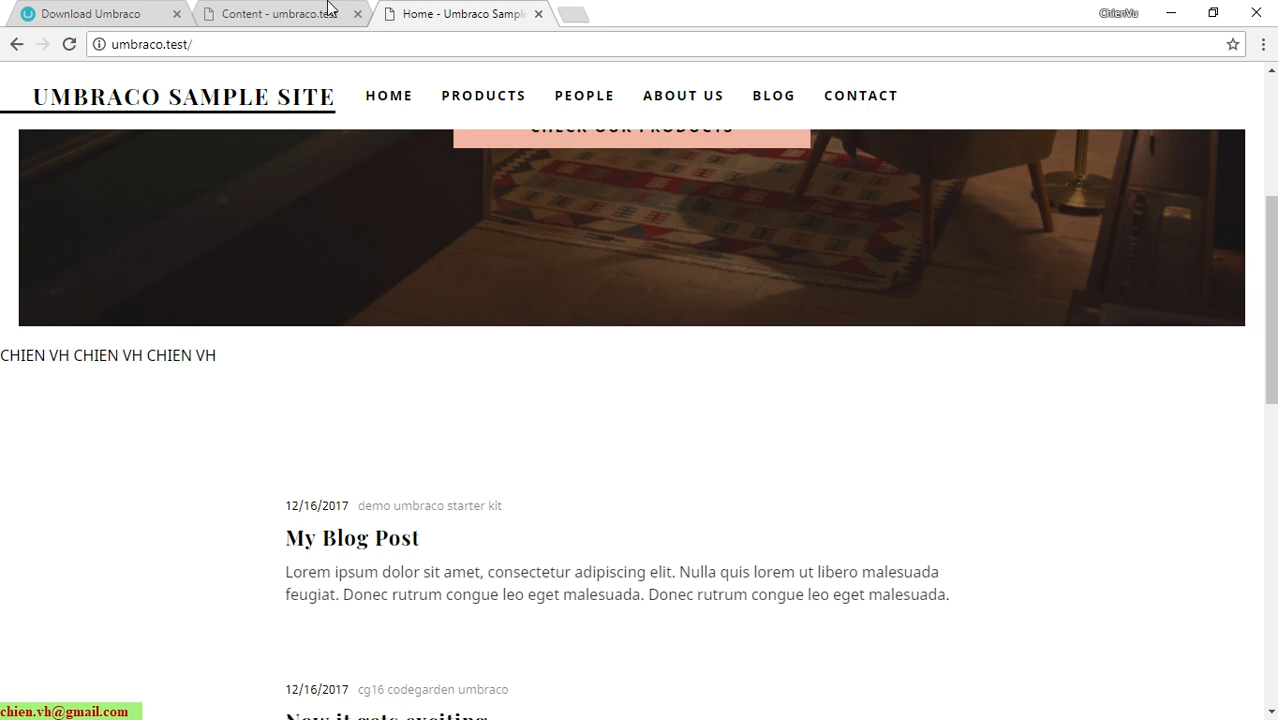 Download Umbraco
Content - umbraco.test
Home - Umbraco Sample
ChienVu
umbraco.test/
UMBRACO SAMPLE SITE
HOME PRODUCTS PEOPLE ABOUT US BLOG CONTACT
CHECK OUR PRODUCTS
CHIEN VH CHIEN VH CHIEN VH
12/16/2017 demo umbraco starter kit
My Blog Post
Lorem ipsum dolor sit amet, consectetur adipiscing elit. Nulla quis lorem ut libero malesuada
feugiat. Donec rutrum congue leo eget malesuada. Donec rutrum congue leo eget malesuada.
12/16/2017 cg16 codegarden umbraco
Now it gets exciting
chien.vh@gmail.com